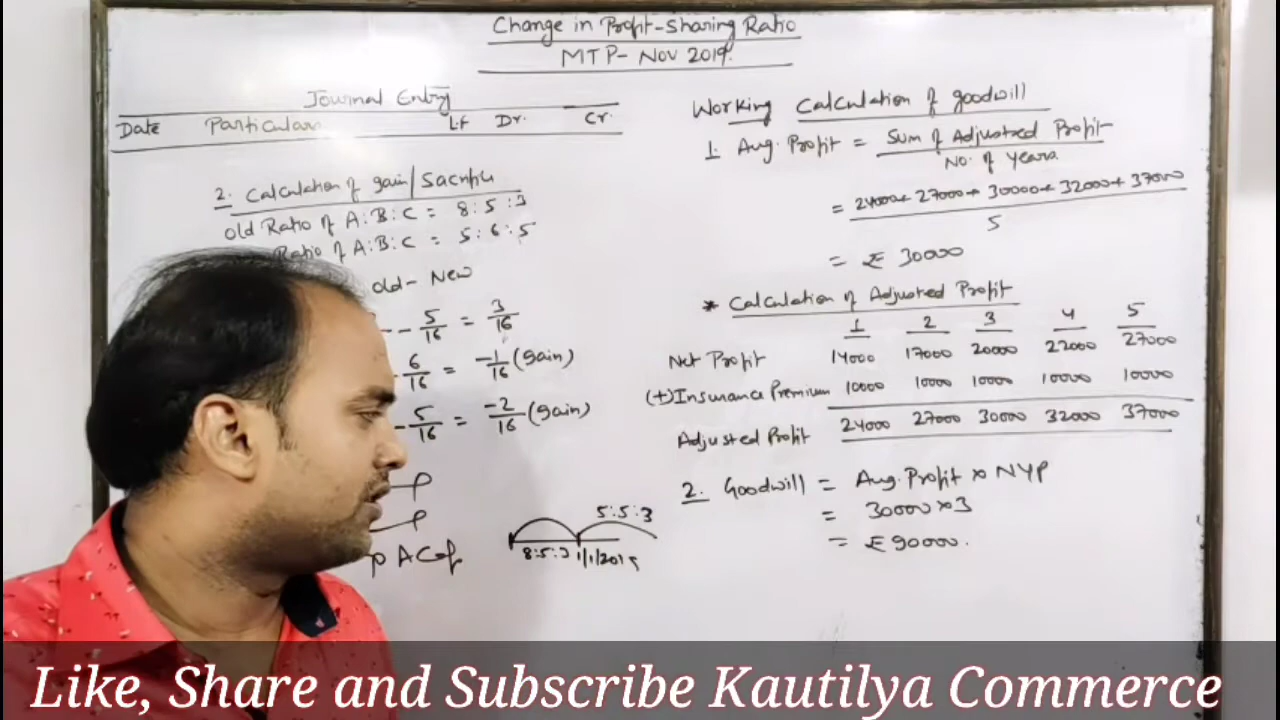 Change in Profit-Sharing Ratio
MTP- Nov 2019.
Journal Entry
Date Particulars Lf Dr. Cr.
2. Calculation of gain/Sacrifice
old Ratio of A:B:C = 8:5:3
Ratio of A:B:C = 5:6:5
old- New
- 5/16 = 3/16
- 6/16 = -1/16 (gain)
- 5/16 = -2/16 (gain)
5:5:3
8:5:3 1/1/2015
Working Calculation of goodwill
1. Avg. Profit = Sum of Adjusted Profit / No. of years.
= 24000+ 27000+ 30000+ 32000+ 37000 / 5
= ₹ 30000
* Calculation of Adjusted Profit
1 2 3 4 5
Net Profit 14000 17000 20000 22000 27000
(+) Insurance Premium 10000 10000 10000 10000 10000
Adjusted Profit 24000 27000 30000 32000 37000
2. Goodwill = Avg. Profit × NYP
= 30000 × 3
= ₹ 90000.
Like, Share and Subscribe Kautilya Commerce